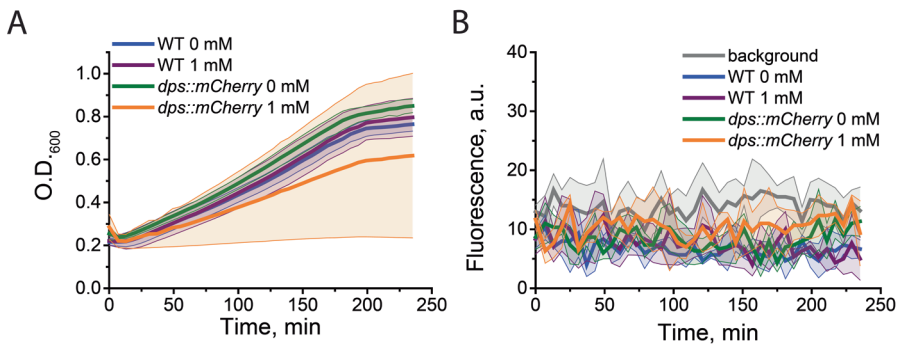 A
WT 0 mM
WT 1 mM
dps::mCherry 0 mM
dps::mCherry 1 mM
1.0
0.8
0.6
0.4
0.2
0.0
O.D.600
0 50 100 150 200 250
Time, min
B
background
WT 0 mM
WT 1 mM
dps::mCherry 0 mM
dps::mCherry 1 mM
40
30
20
10
0
Fluorescence, a.u.
0 50 100 150 200 250
Time, min